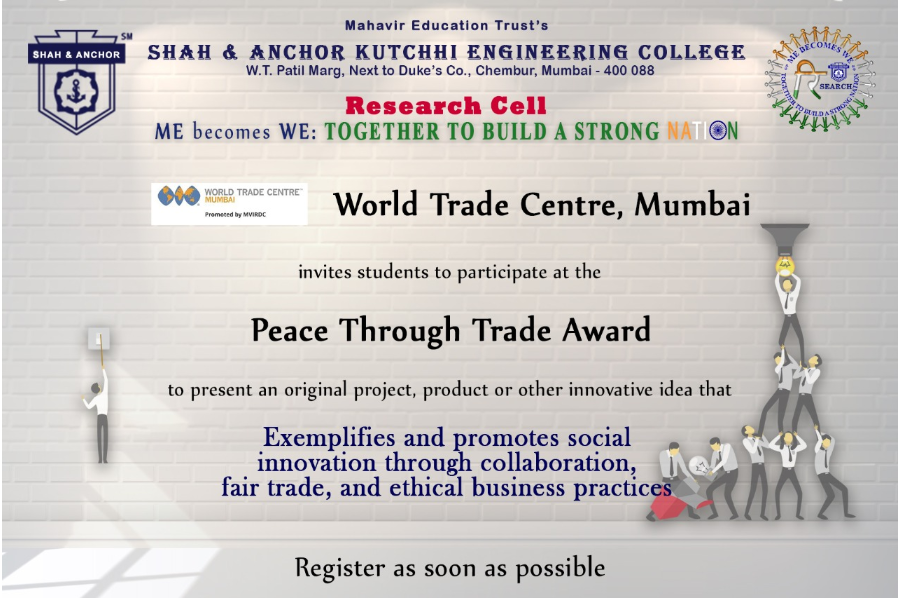 Mahavir Education Trust's
SHAH & ANCHOR KUTCHHI ENGINEERING COLLEGE
W.T. Patil Marg, Next to Duke's Co., Chembur, Mumbai - 400 088
SHAH & ANCHOR
SM
ME BECOMES WE
TOGETHER TO BUILD A STRONG NATION
R
SEARCH
Research Cell
ME becomes WE: TOGETHER TO BUILD A STRONG NATION
WORLD TRADE CENTRE
MUMBAI
Promoted by MVIRDC
World Trade Centre, Mumbai
invites students to participate at the
Peace Through Trade Award
to present an original project, product or other innovative idea that
Exemplifies and promotes social
innovation through collaboration,
fair trade, and ethical business practices
Register as soon as possible